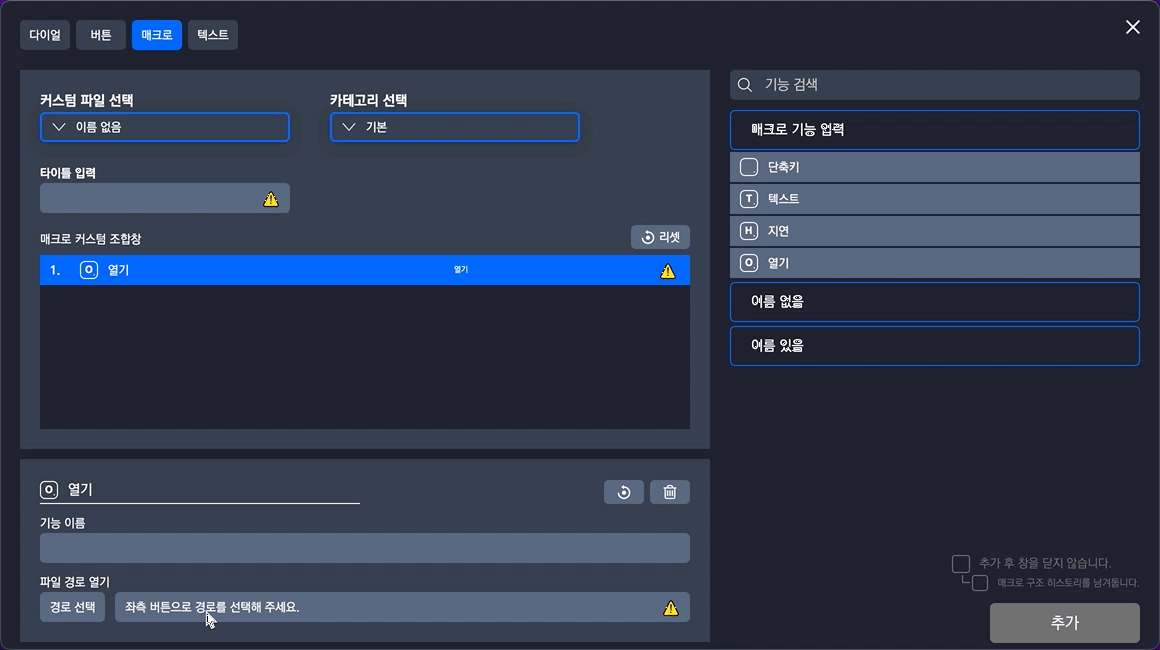 다이얼
버튼
매크로
텍스트
커스텀 파일 선택
이름 없음
카테고리 선택
기본
타이틀 입력
매크로 커스텀 조합창
리셋
1. O 열기 열기
O 열기
기능 이름
파일 경로 열기
경로 선택
좌측 버튼으로 경로를 선택해 주세요.
기능 검색
매크로 기능 업력
단축키
T 텍스트
H 지연
O 열기
여름 없을
여름 있을
추가 후 창을 닫지 않습니다.
매크로 구조 히스토리를 남겨둡니다.
추가